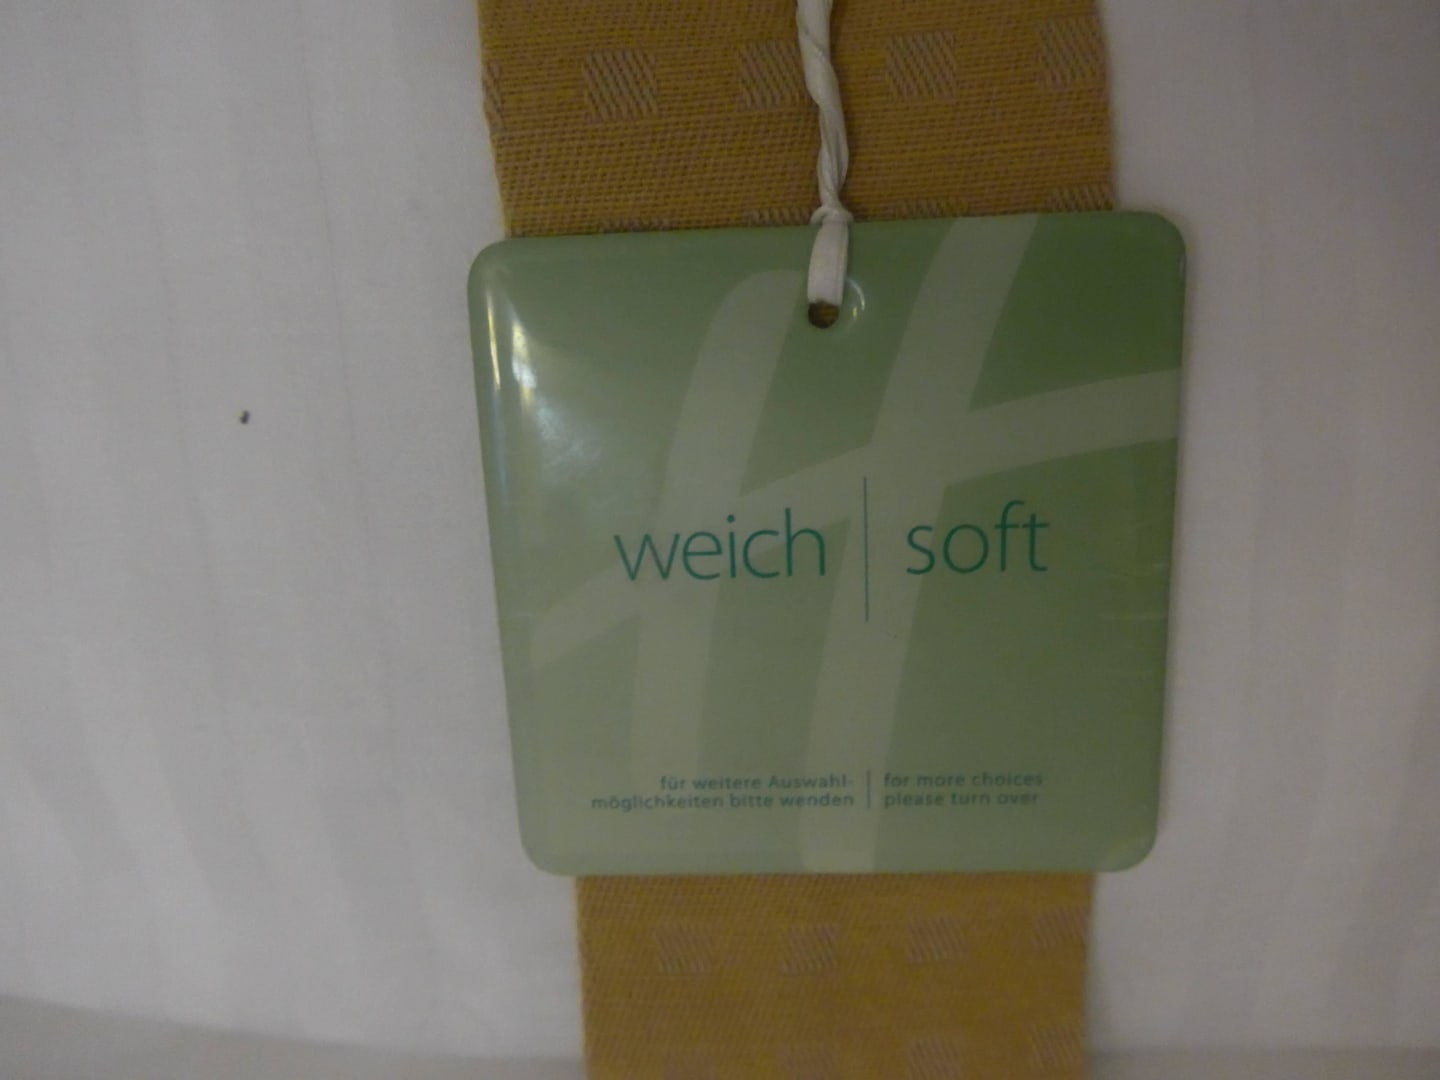 weich | soft
für weitere Auswahl- | for more choices
möglichkeiten bitte wenden | please turn over